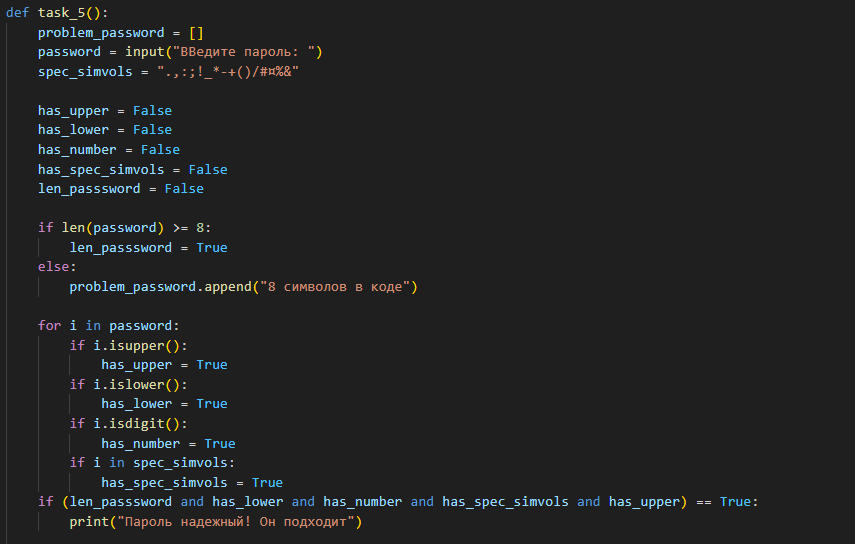 def task_5():
    problem_password = []
    password = input("ВВедите пароль: ")
    spec_simvols = ".,:;!_*-+()/#¤%&"
    has_upper = False
    has_lower = False
    has_number = False
    has_spec_simvols = False
    len_passsword = False
    if len(password) >= 8:
        len_passsword = True
    else:
        problem_password.append("8 символов в коде")
    for i in password:
        if i.isupper():
            has_upper = True
        if i.islower():
            has_lower = True
        if i.isdigit():
            has_number = True
        if i in spec_simvols:
            has_spec_simvols = True
    if (len_passsword and has_lower and has_number and has_spec_simvols and has_upper) == True:
        print("Пароль надежный! Он подходит")